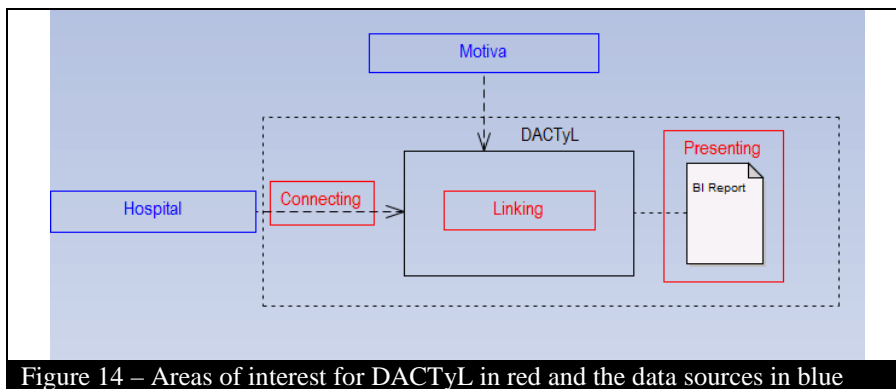 Motiva
DACTyL
Presenting
BI Report
Connecting
Linking
Hospital
Figure 14 – Areas of interest for DACTyL in red and the data sources in blue